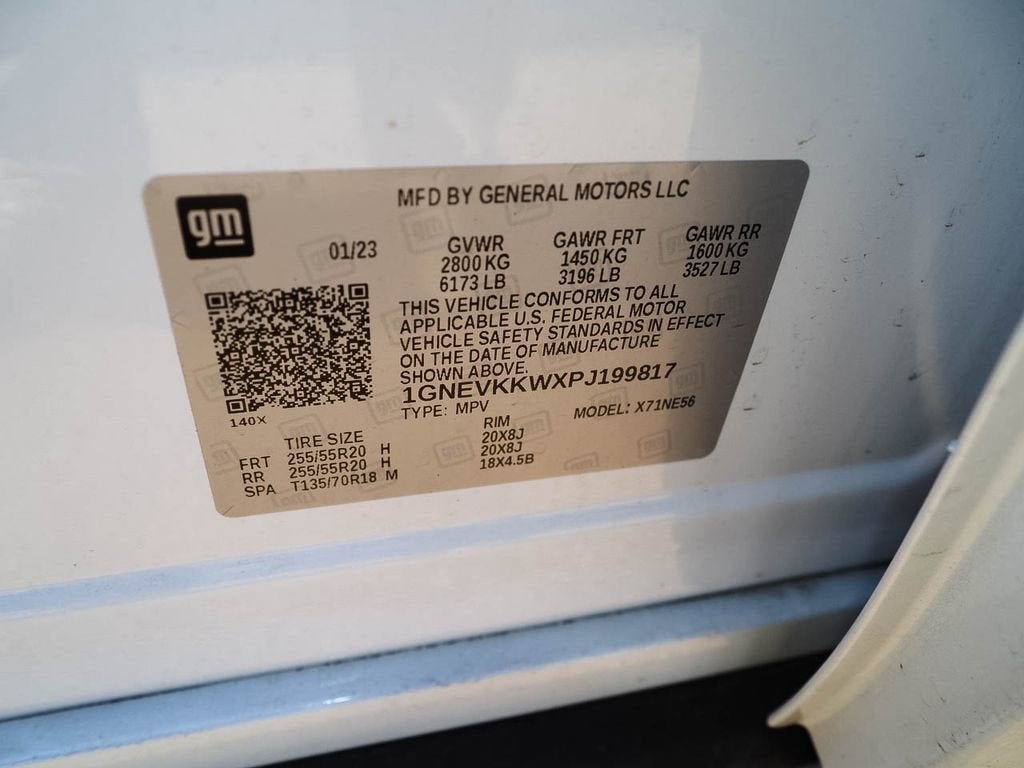 gm
MFD BY GENERAL MOTORS LLC
01/23
GVWR GAWR FRT GAWR RR
2800 KG 1450 KG 1600 KG
6173 LB 3196 LB 3527 LB
THIS VEHICLE CONFORMS TO ALL
APPLICABLE U.S. FEDERAL MOTOR
VEHICLE SAFETY STANDARDS IN EFFECT
ON THE DATE OF MANUFACTURE
SHOWN ABOVE.
1GNEVKKWXPJ199817
TYPE: MPV MODEL: X71NE56
140X
TIRE SIZE RIM
FRT 255/55R20 H 20X8J
RR 255/55R20 H 20X8J
SPA T135/70R18 M 18X4.5B